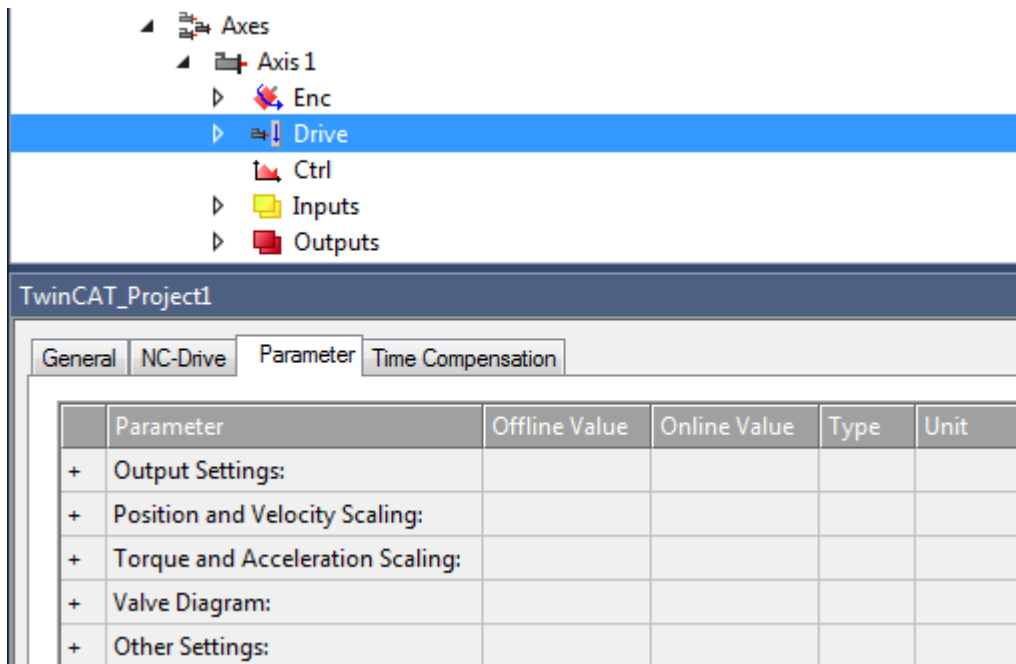 Axes
Axis 1
Enc
Drive
Ctrl
Inputs
Outputs
TwinCAT_Project1
General NC-Drive Parameter Time Compensation
Parameter Offline Value Online Value Type Unit
+ Output Settings:
+ Position and Velocity Scaling:
+ Torque and Acceleration Scaling:
+ Valve Diagram:
+ Other Settings: